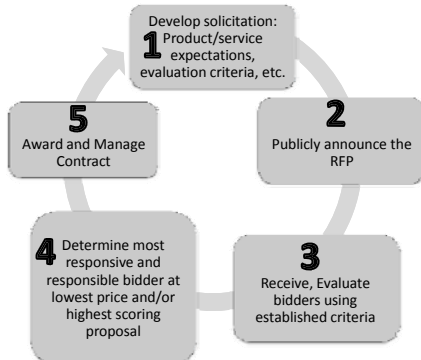 Develop solicitation:
1 Product/service
expectations,
evaluation criteria, etc.
2
Publicly announce the
RFP
3
Receive, Evaluate
bidders using
established criteria
4 Determine most
responsive and
responsible bidder at
lowest price and/or
highest scoring
proposal
5
Award and Manage
Contract